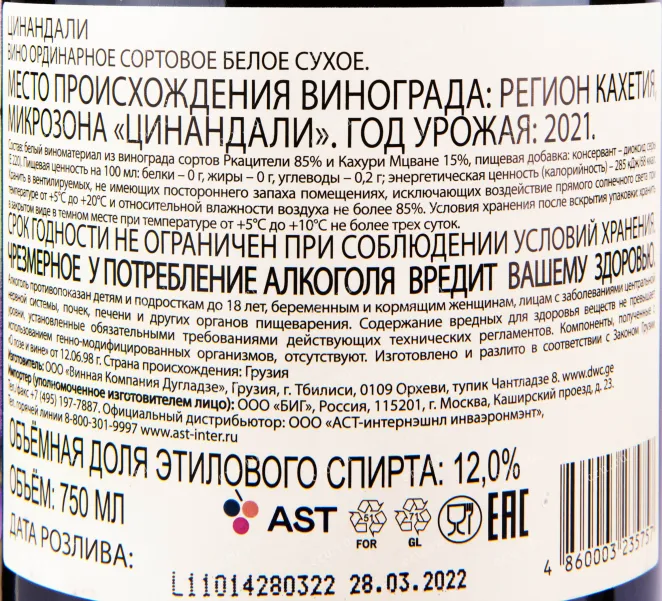 ЦИНАНДАЛИ
ВИНО ОРДИНАРНОЕ СОРТОВОЕ БЕЛОЕ СУХОЕ.
МЕСТО ПРОИСХОЖДЕНИЯ ВИНОГРАДА: РЕГИОН КАХЕТИЯ,
МИКРОЗОНА «ЦИНАНДАЛИ». ГОД УРОЖАЯ: 2021.
Состав: белый виноматериал из винограда сортов Ркацители 85% и Кахури Мцване 15%, пищевая добавка: консервант – диоксид серы
Е 220. Пищевая ценность на 100 мл: белки – 0 г, жиры – 0 г, углеводы – 0,2 г; энергетическая ценность (калорийность) – 285 кДж/68 ккал.
Хранить в вентилируемых, не имеющих постороннего запаха помещениях, исключающих воздействие прямого солнечного света при
температуре от +5°С до +20°С и относительной влажности воздуха не более 85%. Условия хранения после вскрытия упаковки: хранить
в закрытом виде в темном месте при температуре от +5°С до +10°С не более трех суток.
СРОК ГОДНОСТИ НЕ ОГРАНИЧЕН ПРИ СОБЛЮДЕНИИ УСЛОВИЙ ХРАНЕНИЯ.
ЧРЕЗМЕРНОЕ УПОТРЕБЛЕНИЕ АЛКОГОЛЯ ВРЕДИТ ВАШЕМУ ЗДОРОВЬЮ.
Алкоголь противопоказан детям и подросткам до 18 лет, беременным и кормящим женщинам, лицам с заболеваниями центральной
нервной системы, почек, печени и других органов пищеварения. Содержание вредных для здоровья веществ не превышает
нормы, установленные обязательными требованиями действующих технических регламентов. Компоненты, полученные с
использованием генно-модифицированных организмов, отсутствуют. Изготовлено и разлито в соответствии с Законом Грузии
«О лозе и вине» от 12.06.98 г. Страна происхождения: Грузия
Изготовитель: ООО «Винная Компания Дугладзе», Грузия, г. Тбилиси, 0109 Орхеви, тупик Чантладзе 8. www.dwc.ge
Импортер (уполномоченное изготовителем лицо): ООО «БИГ», Россия, 115201, г. Москва, Каширский проезд, д. 23.
Тел./факс +7 (495) 197-7887. Официальный дистрибьютор: ООО «АСТ-интернэшнл инваэронмэнт»,
тел. горячей линии 8-800-301-9997 www.ast-inter.ru
ОБЪЁМНАЯ ДОЛЯ ЭТИЛОВОГО СПИРТА: 12,0%
ОБЪЁМ: 750 МЛ
AST
51
FOR
71
GL
EAC
ДАТА РОЗЛИВА:
L11014280322 28.03.2022
4 860003 235757